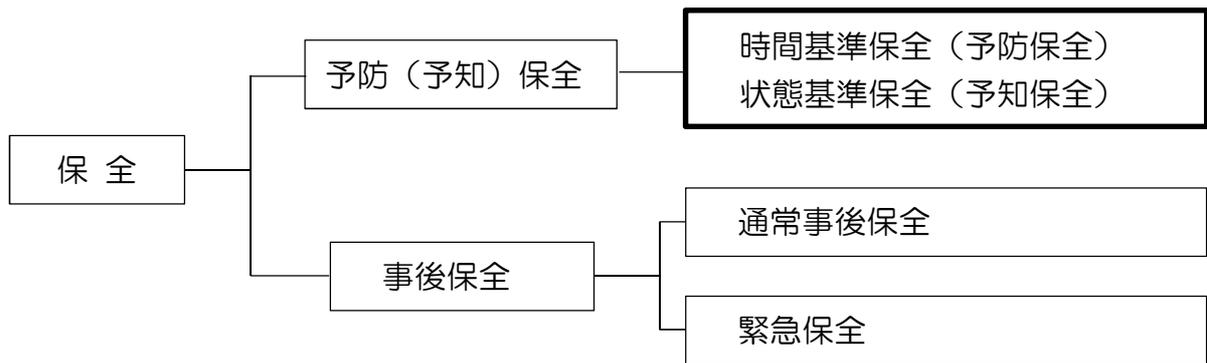 保 全
予防（予知）保全
時間基準保全（予防保全）
状態基準保全（予知保全）
事後保全
通常事後保全
緊急保全